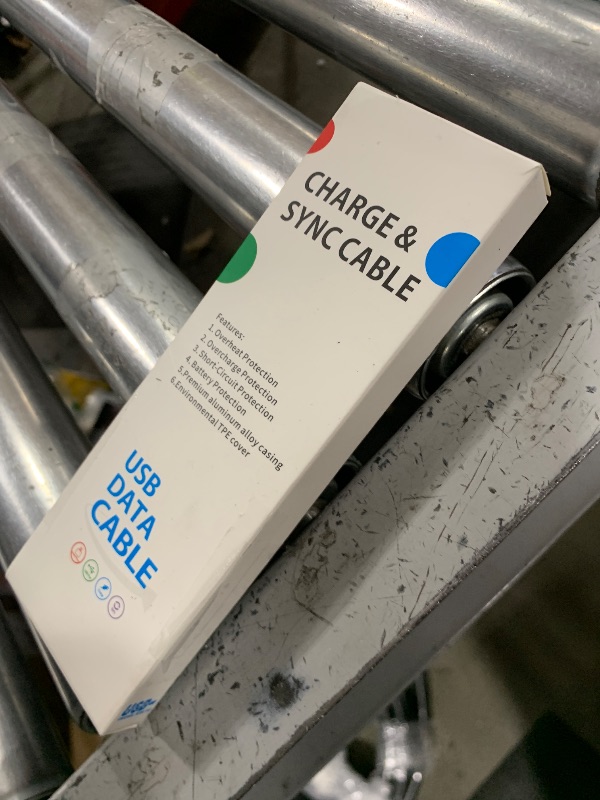 CHARGE &
SYNC CABLE
Features:
1. Overheat Protection
2. Overcharge Protection
3. Short-Circuit Protection
4. Battery Protection
5.Premium aluminum alloy casing
6.Environmental TPE cover
USB
DATA
CABLE